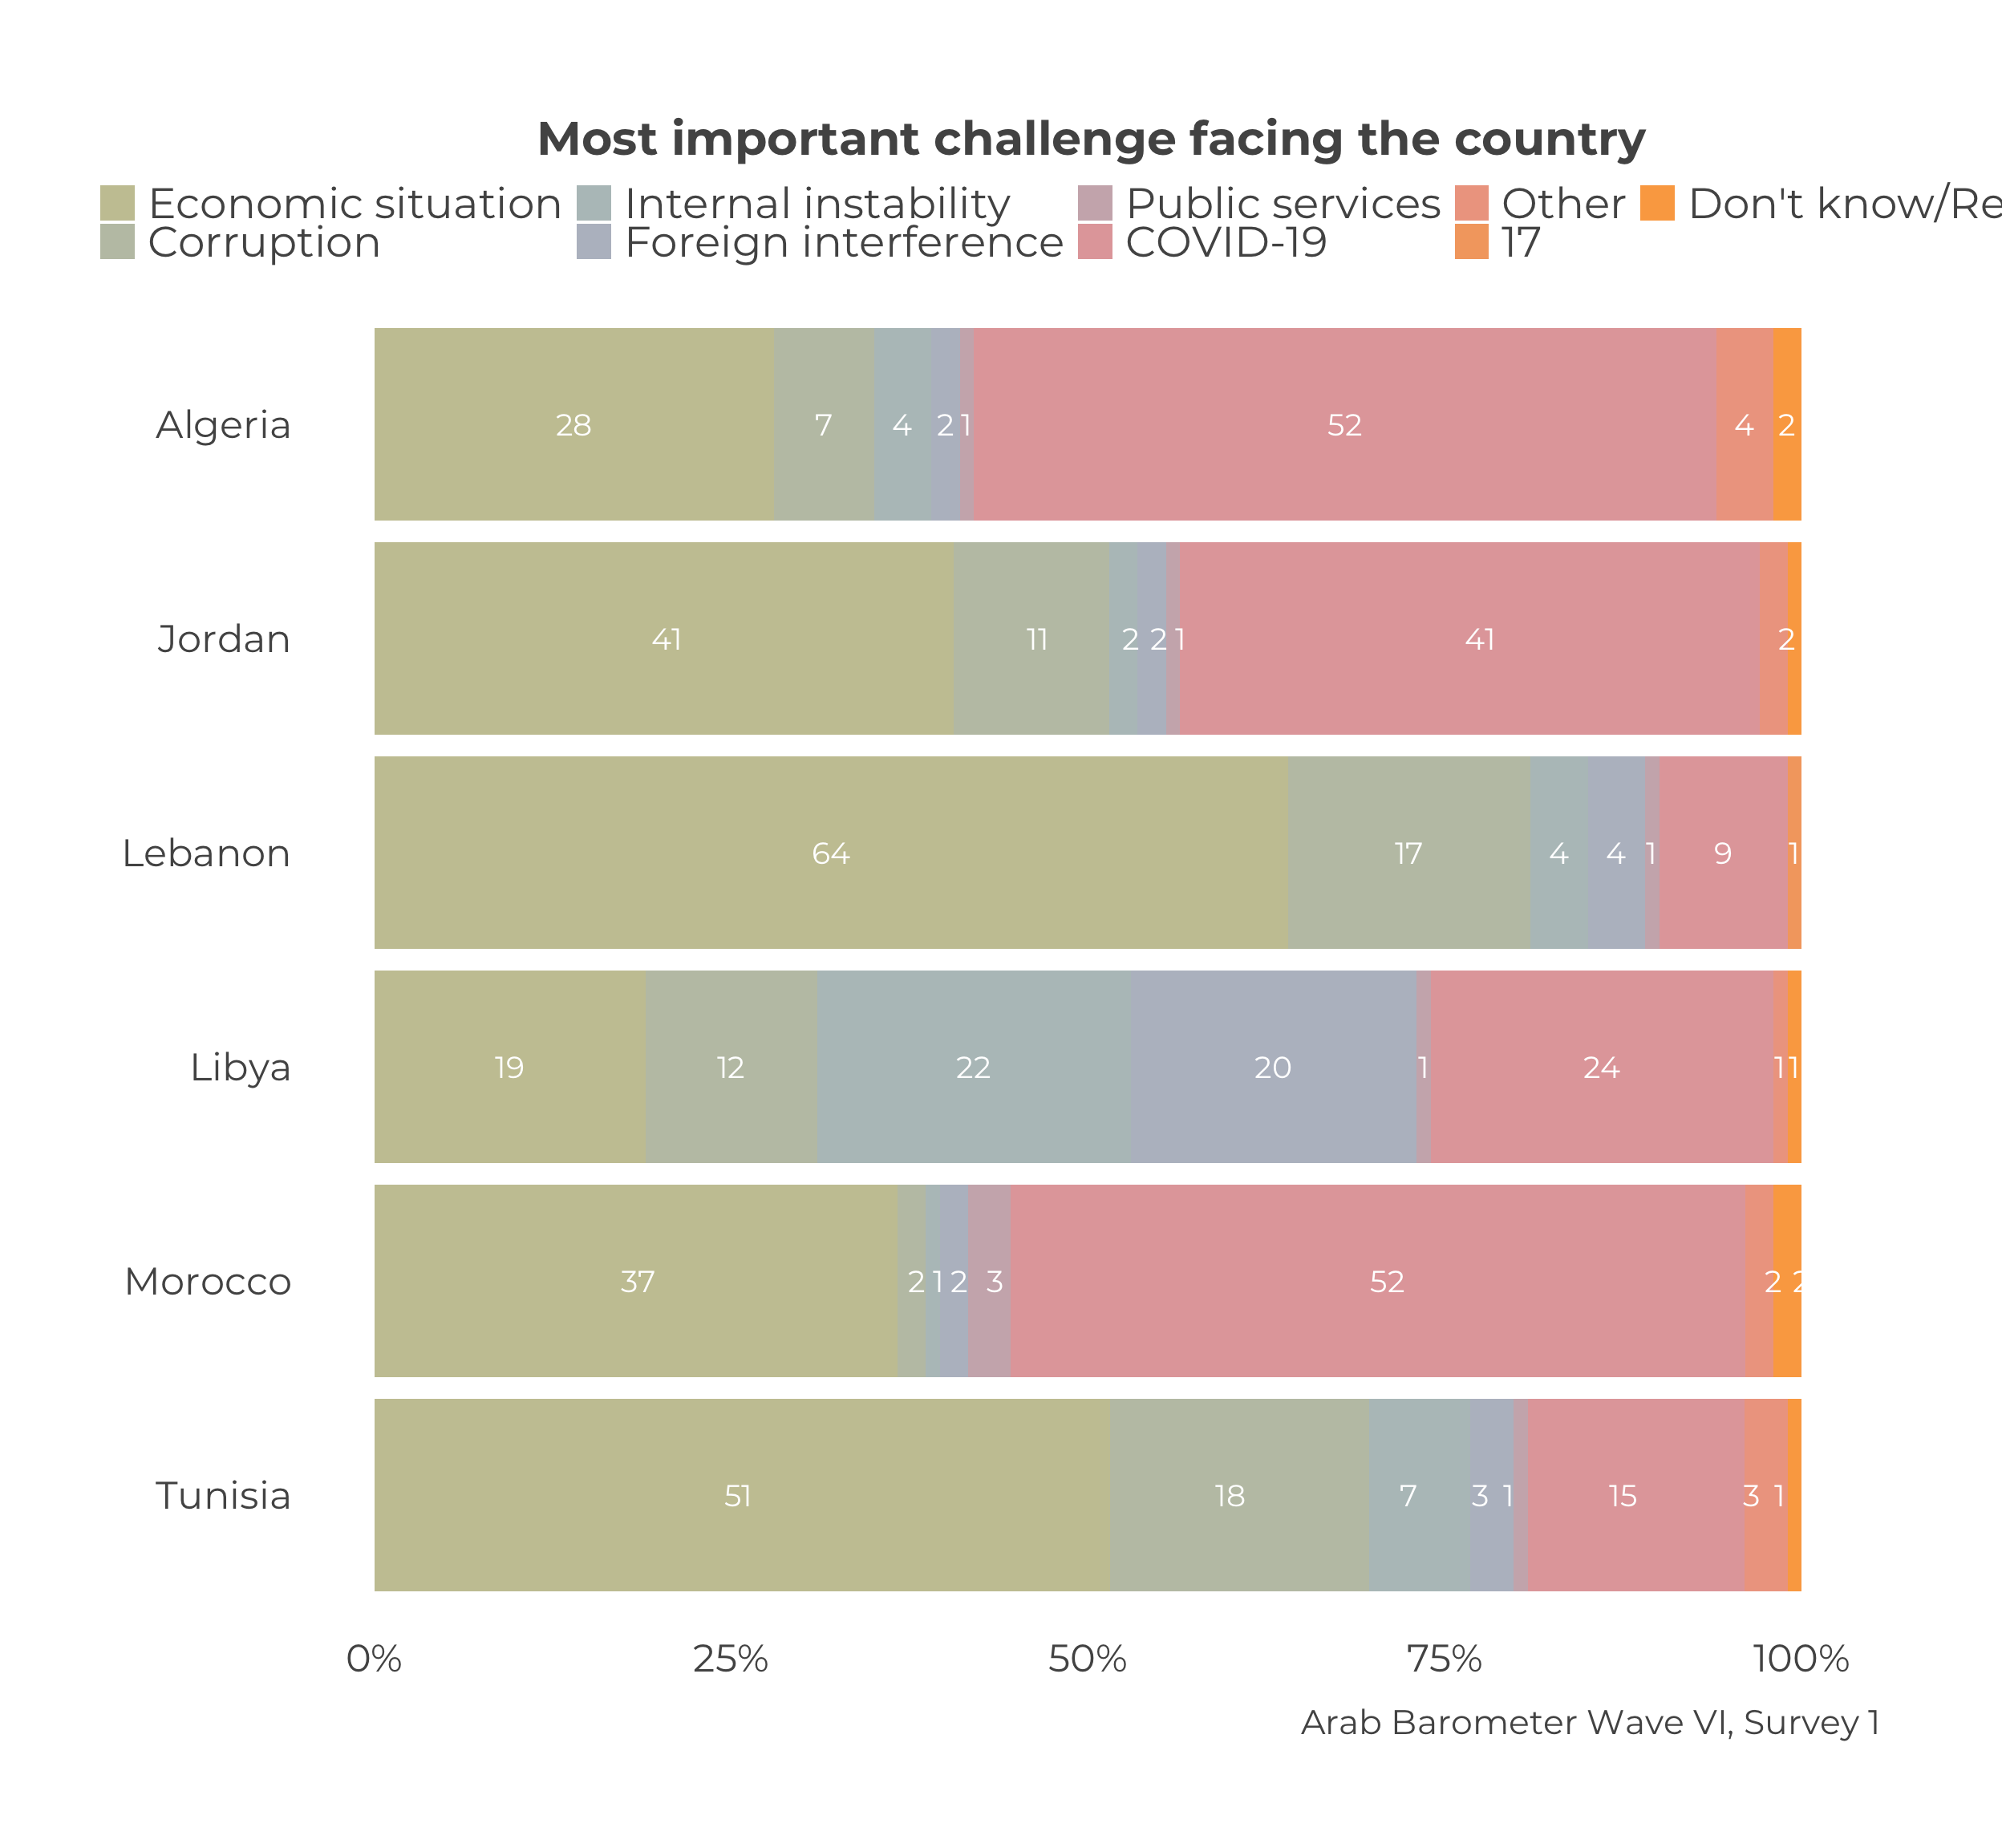 Most important challenge facing the country
Economic situation Internal instability Public services Other Don't know/Re
Corruption Foreign interference COVID-19 17
Algeria 28 7 4 2 1 52 4 2
Jordan 41 11 2 2 1 41 2
Lebanon 64 17 4 4 1 9 1
Libya 19 12 22 20 1 24 1 1
Morocco 37 2 1 2 3 52 2 2
Tunisia 51 18 7 3 1 15 3 1
0% 25% 50% 75% 100%
Arab Barometer Wave VI, Survey 1